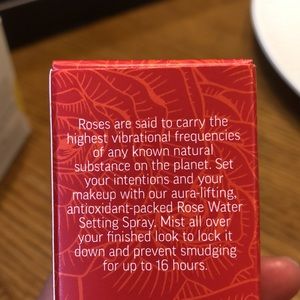 Roses are said to carry the
highest vibrational frequencies
of any known natural
substance on the planet. Set
your intentions and your
makeup with our aura-lifting,
antioxidant-packed Rose Water
Setting Spray. Mist all over
your finished look to lock it
down and prevent smudging
for up to 16 hours.